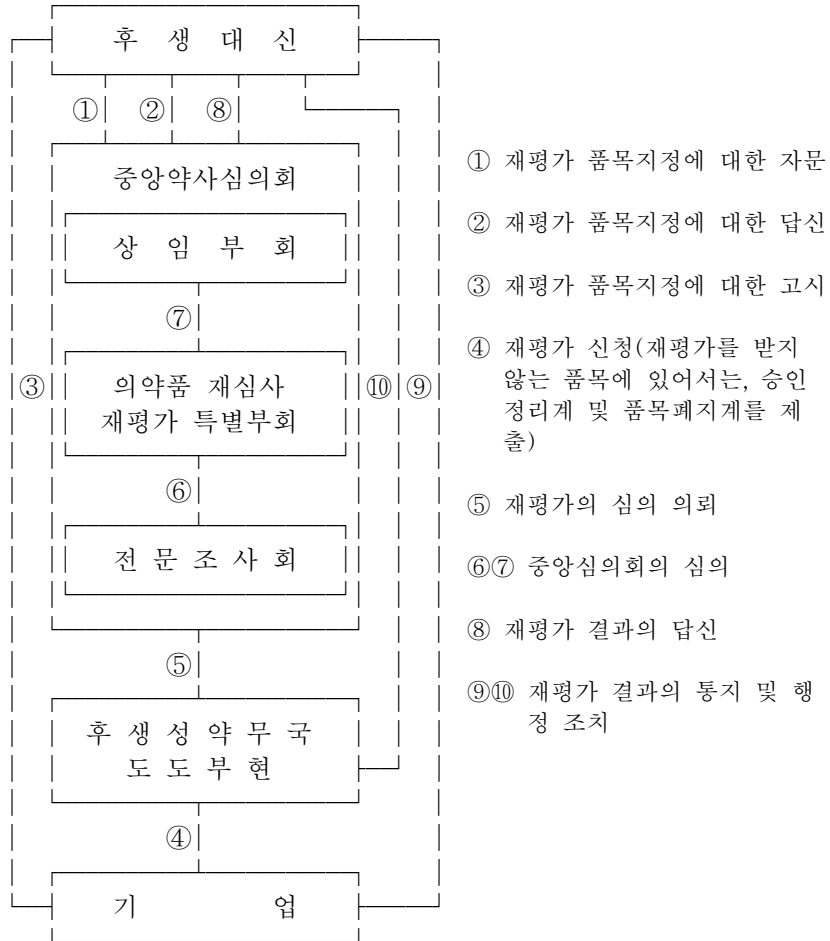 후 생 대 신
① ② ⑧
중앙약사심의회
상 임 부 회
⑦
③ 의약품 재심사 ⑩ ⑨
재평가 특별부회
⑥
전 문 조 사 회
⑤
후 생 성 약 무 국
도 도 부 현
④
기 업
① 재평가 품목지정에 대한 자문
② 재평가 품목지정에 대한 답신
③ 재평가 품목지정에 대한 고시
④ 재평가 신청(재평가를 받지
않는 품목에 있어서는, 승인
정리계 및 품목폐지계를 제
출)
⑤ 재평가의 심의 의뢰
⑥⑦ 중앙심의회의 심의
⑧ 재평가 결과의 답신
⑨⑩ 재평가 결과의 통지 및 행
정 조치